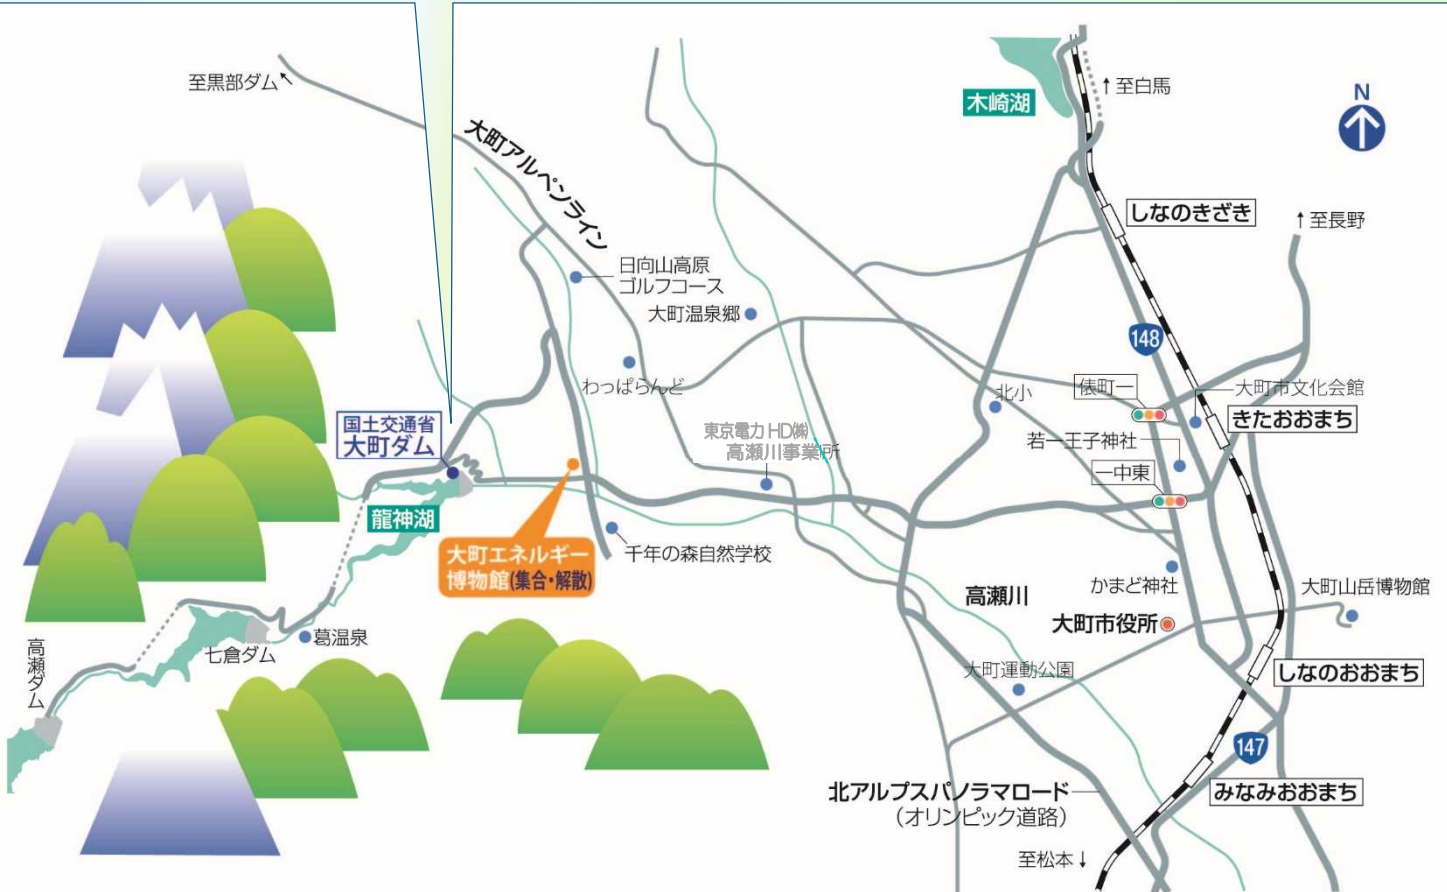 至黒部ダム
大町アルペンライン
木崎湖
↑至白馬
N
しなのきざき
↑至長野
日向山高原
ゴルフコース
大町温泉郷
148
わっぱらんど
北小
俵町一
大町市文化会館
きたおおまち
国土交通省
大町ダム
東京電力HD㈱
高瀬川事業所
若一王子神社
一中東
龍神湖
大町エネルギー
博物館(集合・解散)
千年の森自然学校
かまど神社
大町山岳博物館
高瀬川
大町市役所
葛温泉
七倉ダム
高瀬ダム
大町運動公園
しなのおおまち
147
北アルプスパノラマロード
(オリンピック道路)
みなみおおまち
至松本↓